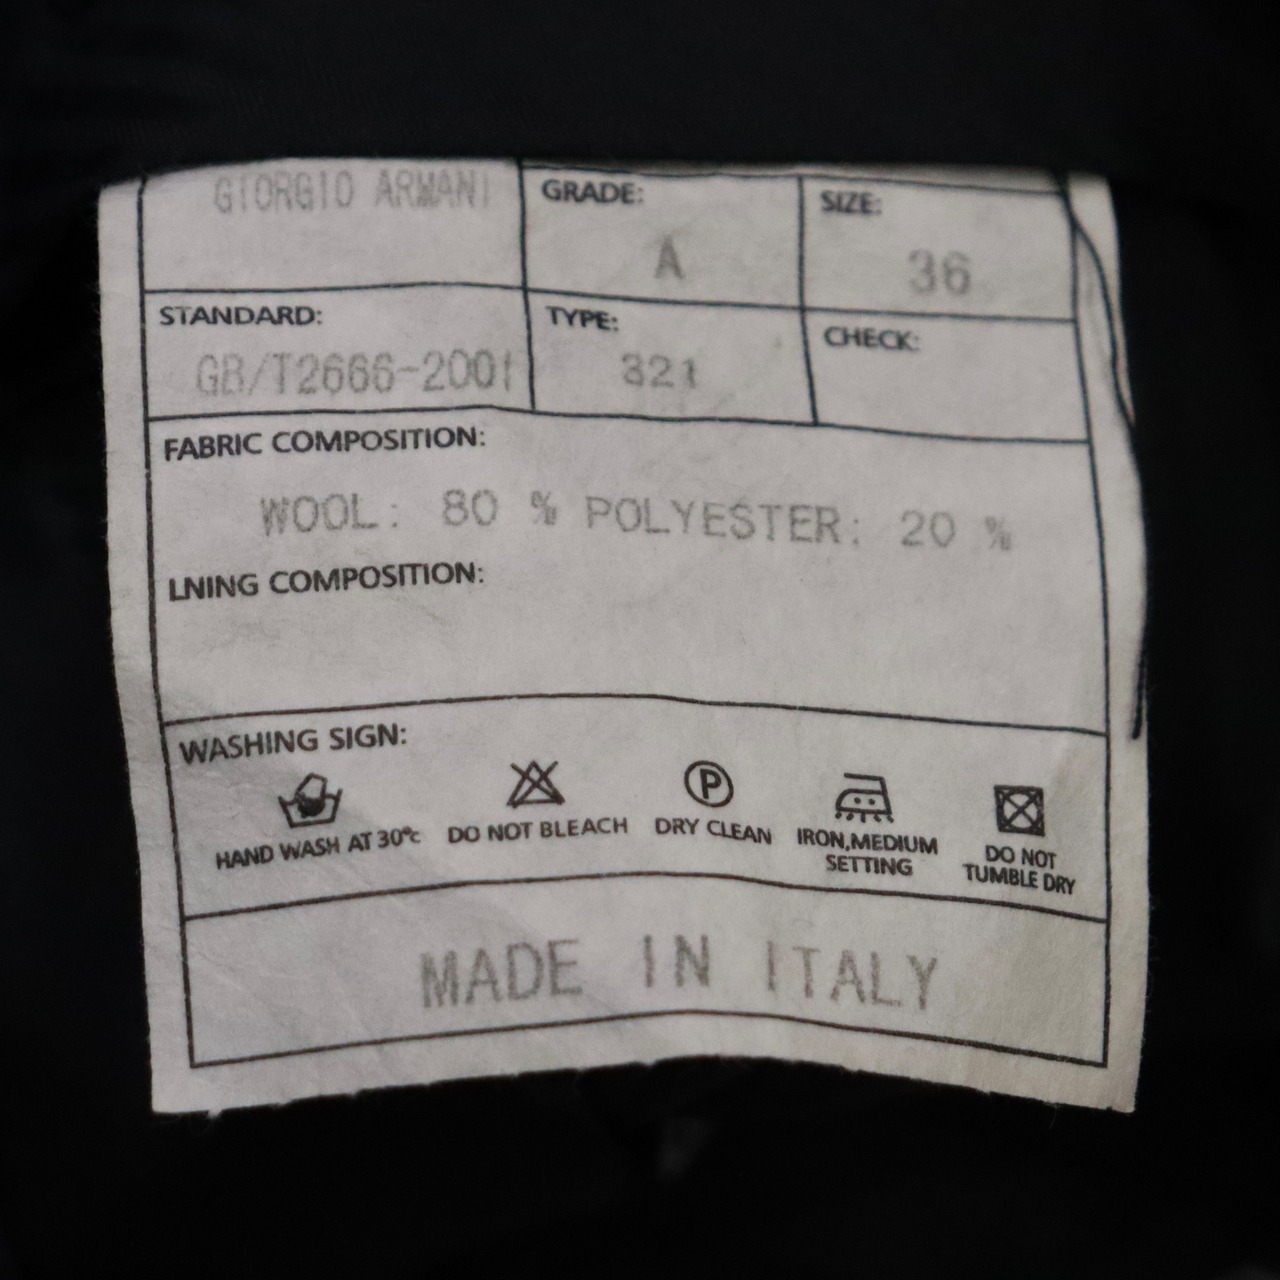 GIORGIO ARMANI
GRADE:
A
SIZE:
36
STANDARD:
GB/T2666-2001
TYPE:
321
CHECK:
FABRIC COMPOSITION:
WOOL: 80 % POLYESTER: 20 %
LNING COMPOSITION:
WASHING SIGN:
P
HAND WASH AT 30°c
DO NOT BLEACH
DRY CLEAN
IRON,MEDIUM
SETTING
DO NOT
TUMBLE DRY
MADE IN ITALY